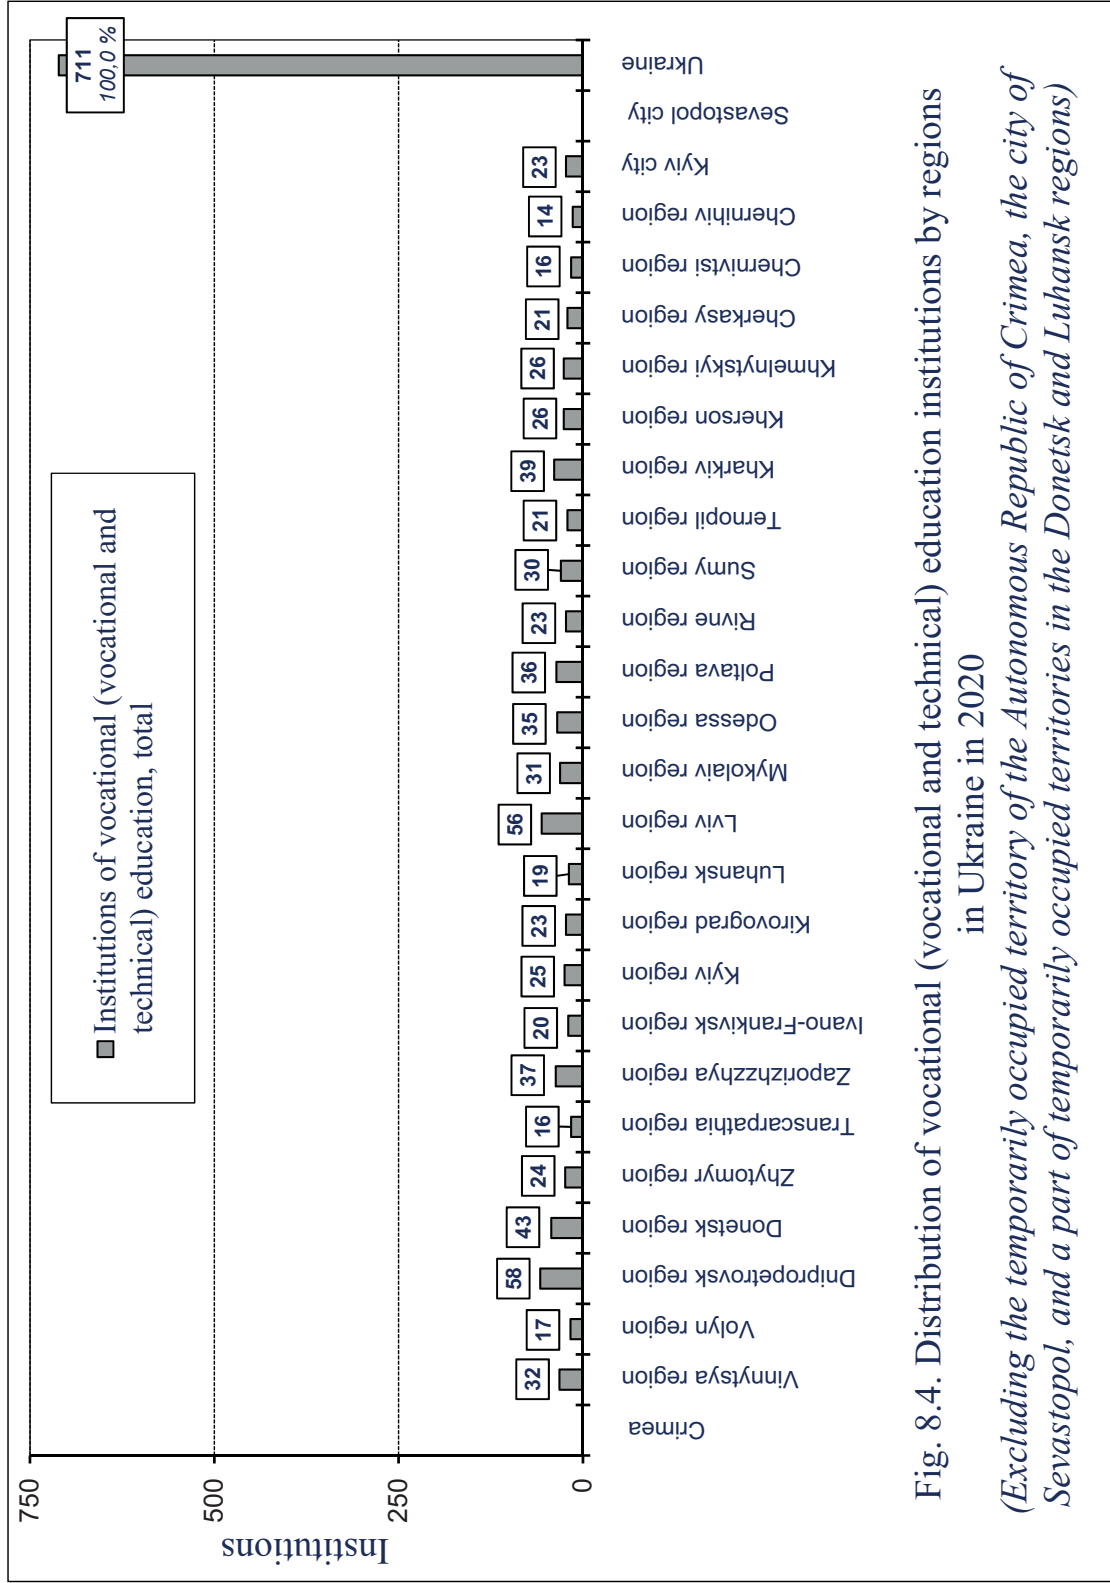 Institutions
750
500
250
0
Institutions of vocational (vocational and
technical) education, total
32
17
58
43
24
16
37
20
25
23
19
56
31
35
36
23
30
21
39
26
26
21
16
14
23
711
100,0 %
Crimea
Vinnytsya region
Volyn region
Dnipropetrovsk region
Donetsk region
Zhytomyr region
Transcarpathia region
Zaporizhzhya region
Ivano-Frankivsk region
Kyiv region
Kirovograd region
Luhansk region
Lviv region
Mykolaiv region
Odessa region
Poltava region
Rivne region
Sumy region
Ternopil region
Kharkiv region
Kherson region
Khmelnytskyi region
Cherkasy region
Chernivtsi region
Chernihiv region
Kyiv city
Sevastopol city
Ukraine
Fig. 8.4. Distribution of vocational (vocational and technical) education institutions by regions
in Ukraine in 2020
(Excluding the temporarily occupied territory of the Autonomous Republic of Crimea, the city of
Sevastopol, and a part of temporarily occupied territories in the Donetsk and Luhansk regions)